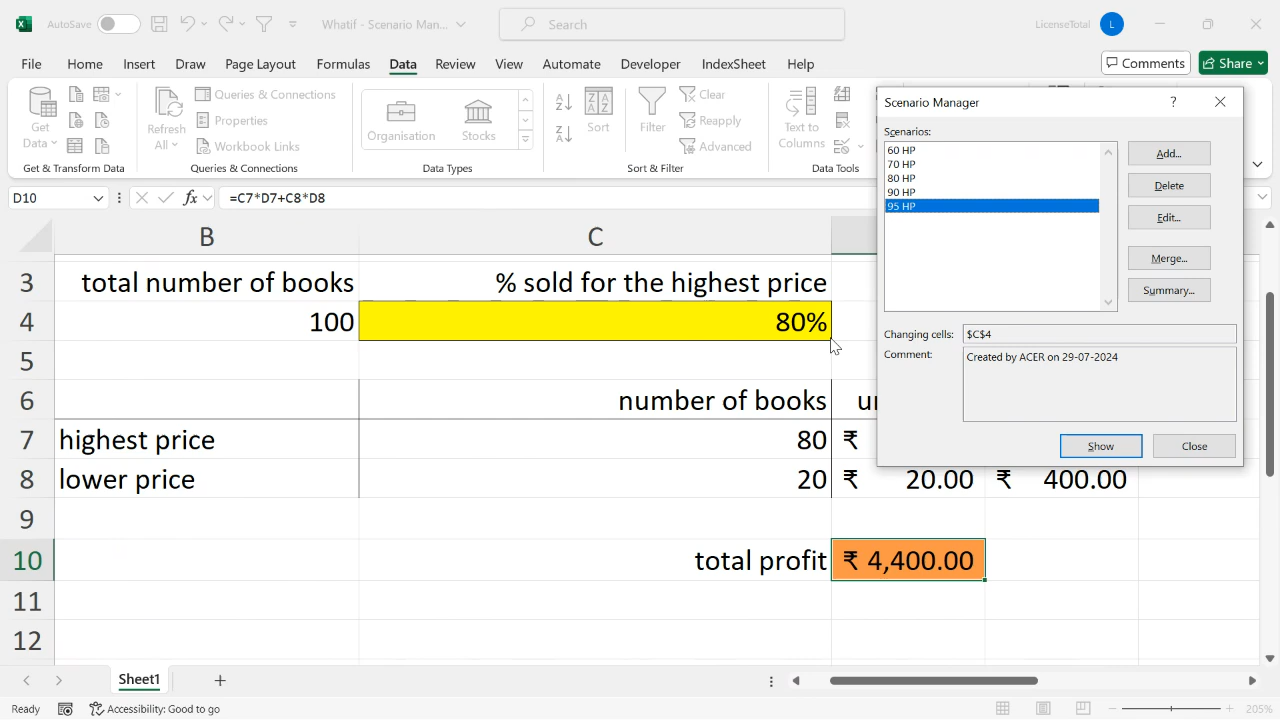 AutoSave
Whatif - Scenario Man...
Search
LicenseTotal
L
File Home Insert Draw Page Layout Formulas Data Review View Automate Developer IndexSheet Help
Comments
Share
Get
Data
Refresh
All
Queries & Connections
Properties
Workbook Links
Organisation
Stocks
Sort
Filter
Clear
Reapply
Advanced
Text to
Columns
Get & Transform Data
Queries & Connections
Data Types
Sort & Filter
Data Tools
D10
fx
=C7*D7+C8*D8
B C
3 total number of books % sold for the highest price
4 100 80%
5
6 number of books
7 highest price 80 ₹
8 lower price 20 ₹ 20.00 ₹ 400.00
9
10 total profit ₹ 4,400.00
11
12
Scenario Manager
?
Scenarios:
60 HP
70 HP
80 HP
90 HP
95 HP
Add...
Delete
Edit...
Merge...
Summary...
Changing cells: $C$4
Comment: Created by ACER on 29-07-2024
Show
Close
Sheet1
Ready
Accessibility: Good to go
205%